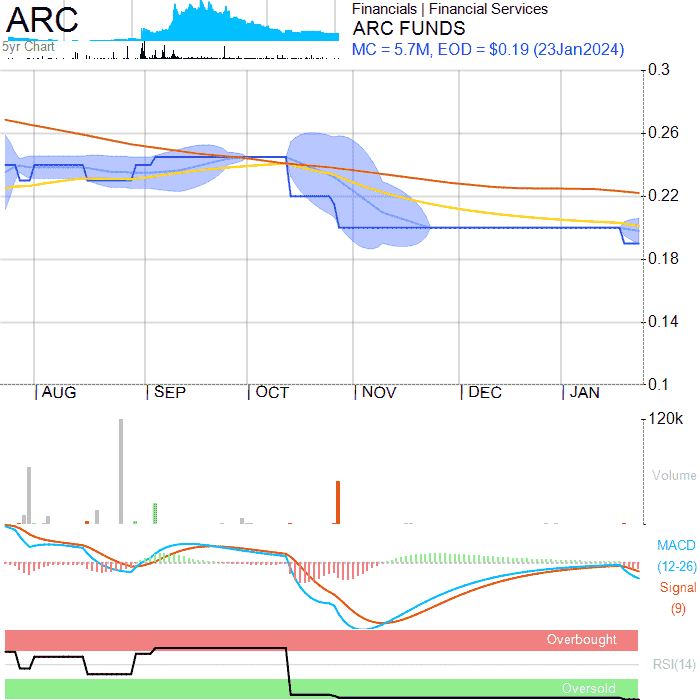 ARC
Financials | Financial Services
ARC FUNDS
5yr Chart
MC = 5.7M, EOD = $0.19 (23Jan2024)
0.3
0.26
0.22
0.18
0.14
0.1
AUG SEP OCT NOV DEC JAN
120k
Volume
MACD
(12-26)
Signal
(9)
Overbought
RSI(14)
Oversold